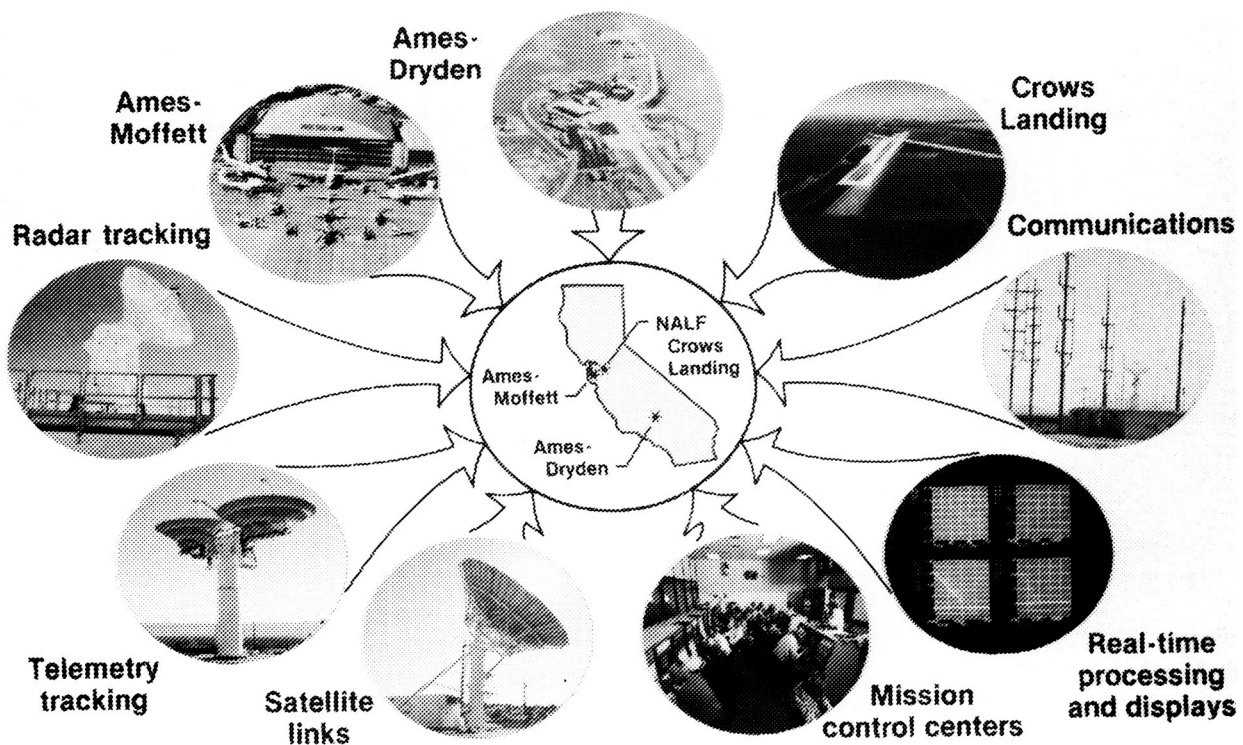 Ames-
Dryden
Ames-
Moffett
Crows
Landing
Radar tracking
Communications
NALF
Crows
Landing
Ames-
Moffett
Ames-
Dryden
Telemetry
tracking
Satellite
links
Mission
control centers
Real-time
processing
and displays